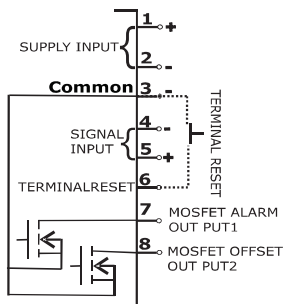 1 +
SUPPLY INPUT
2 -
Common 3 -
4 -
SIGNAL
INPUT
5 +
TERMINALRESET 6
TERMINAL RESET
7 MOSFET ALARM
OUT PUT1
8 MOSFET OFFSET
OUT PUT2